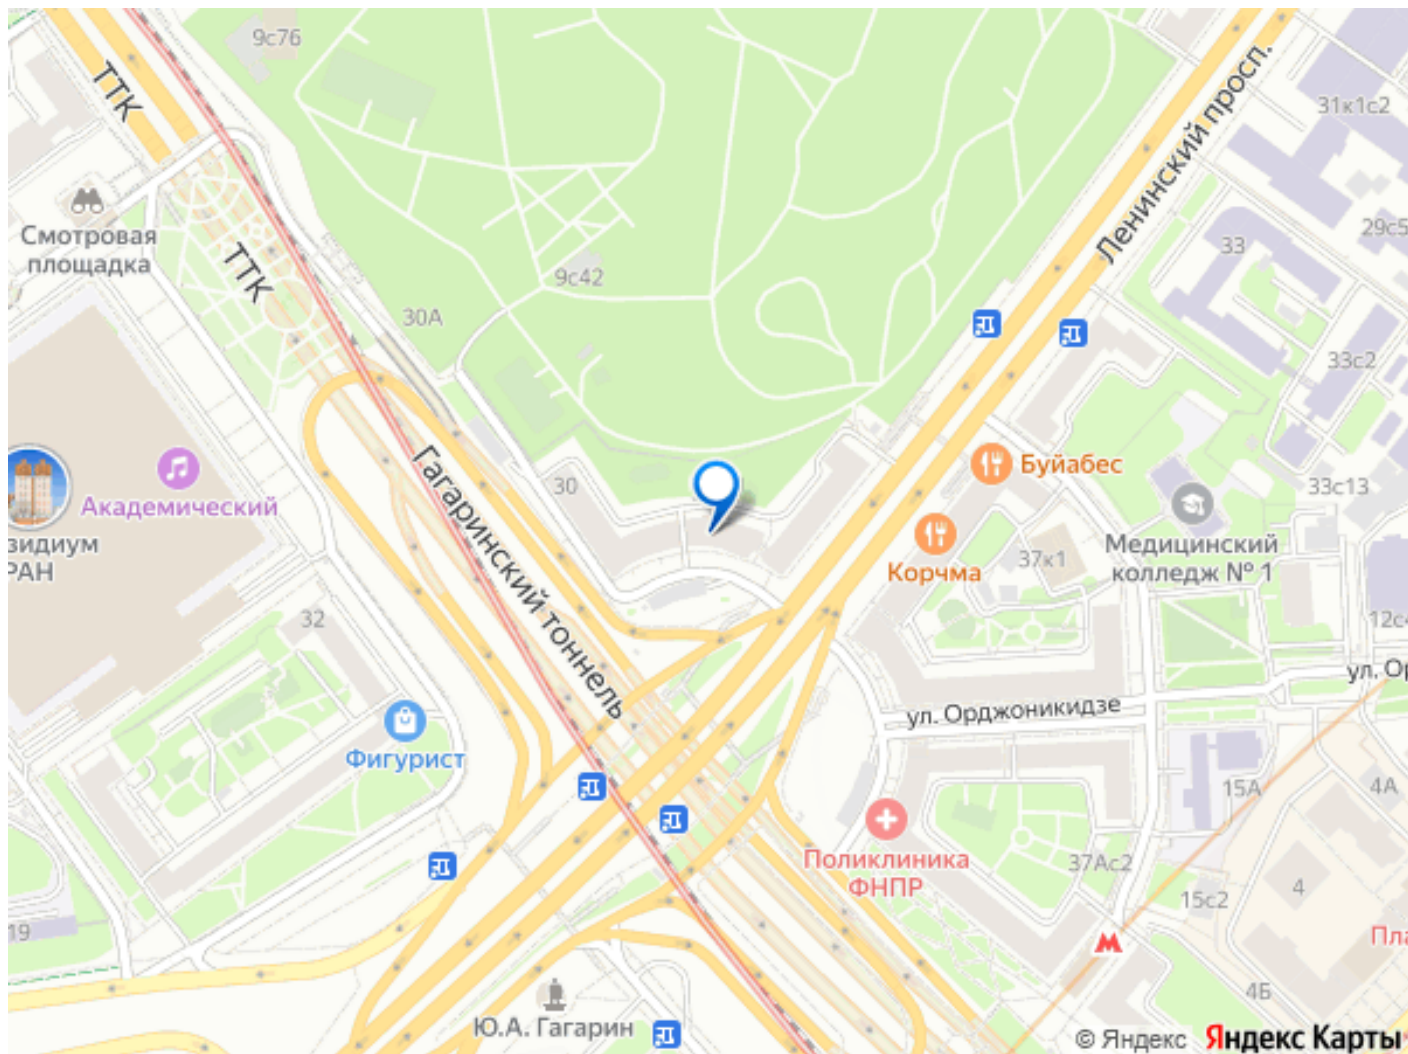 9с76
ТТК
Ленинский просп.
31к1с2
Смотровая
площадка
ТТК
33
29с5
9с42
30А
33с2
Буйабес
Гагаринский тоннель
30
Академический
33с13
зидиум
РАН
Медицинский
колледж № 1
Корчма
37к1
32
12с4
ул. Ор
ул. Орджоникидзе
Фигурист
15А
4А
Поликлиника
ФНПР
37Ас2
4
15с2
19
Пла
4Б
Ю.А. Гагарин
© Яндекс Яндекс Карты